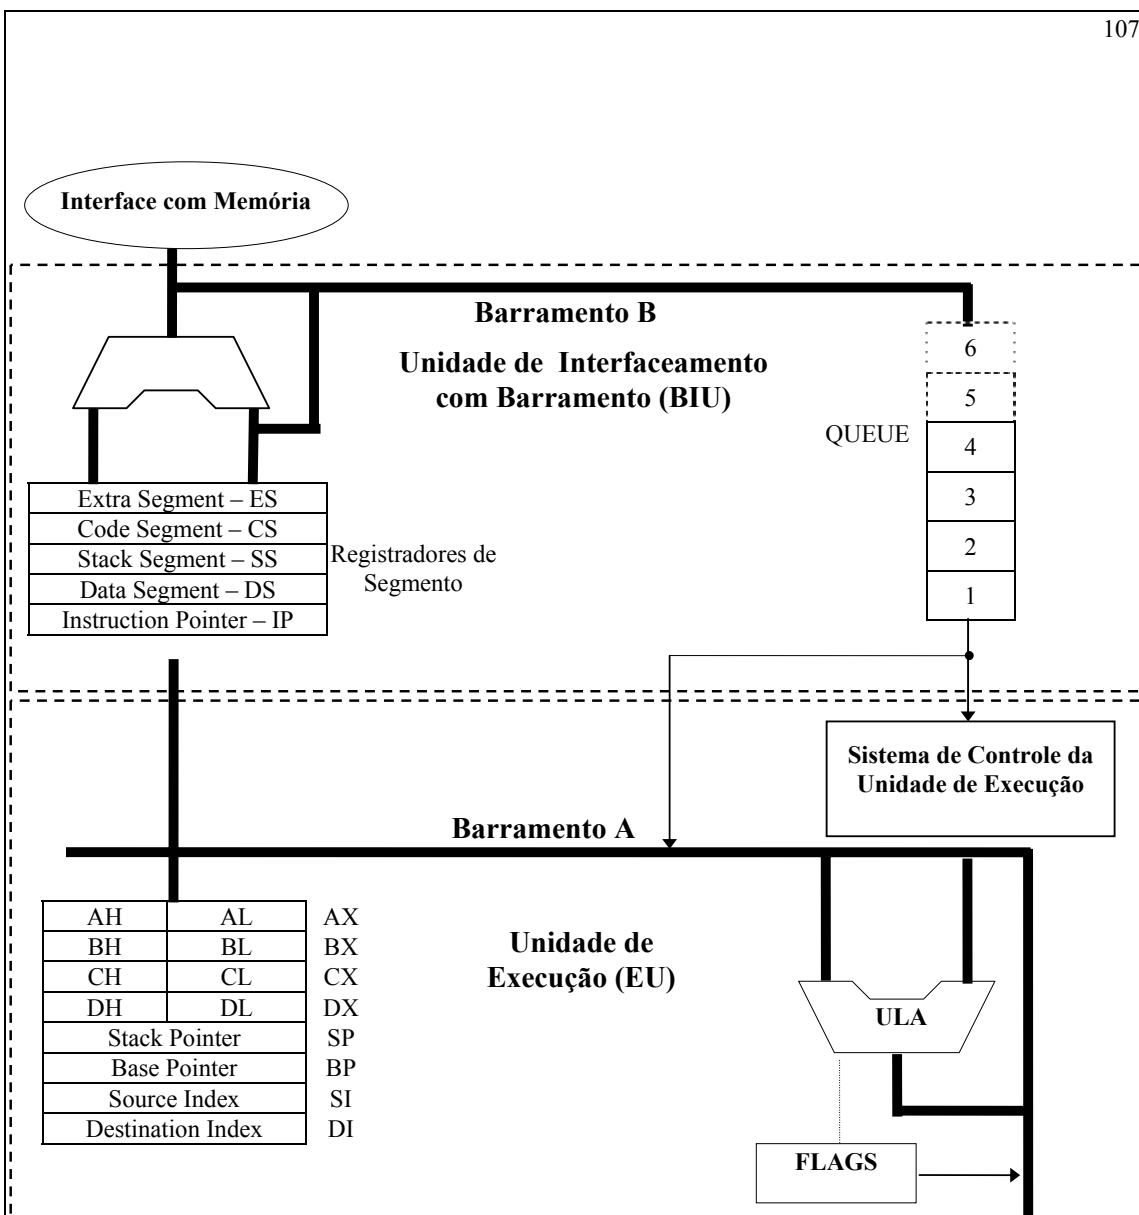 107
Interface com Memória
Barramento B
Unidade de Interfaceamento
com Barramento (BIU)
6
5
QUEUE
4
3
2
1
Extra Segment – ES
Code Segment – CS
Stack Segment – SS
Data Segment – DS
Instruction Pointer – IP
Registradores de
Segmento
Sistema de Controle da
Unidade de Execução
Barramento A
AH AL AX
BH BL BX
CH CL CX
DH DL DX
Stack Pointer SP
Base Pointer BP
Source Index SI
Destination Index DI
Unidade de
Execução (EU)
ULA
FLAGS